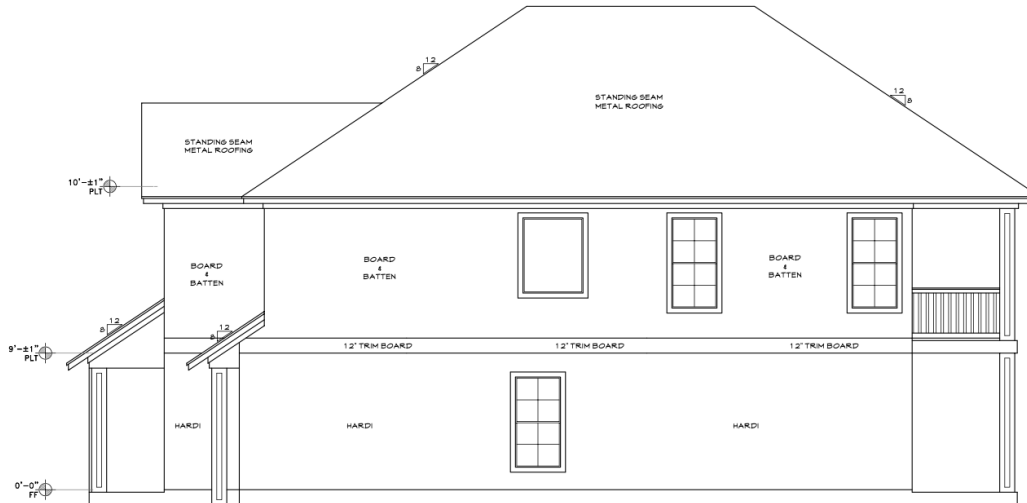 12
8
12
8
STANDING SEAM
METAL ROOFING
STANDING SEAM
METAL ROOFING
10'-±1"
PLT
BOARD
&
BATTEN
BOARD
&
BATTEN
BOARD
&
BATTEN
12
8
12
8
9'-±1"
PLT
12" TRIM BOARD
12" TRIM BOARD
12" TRIM BOARD
HARDI
HARDI
HARDI
0'-0"
FF